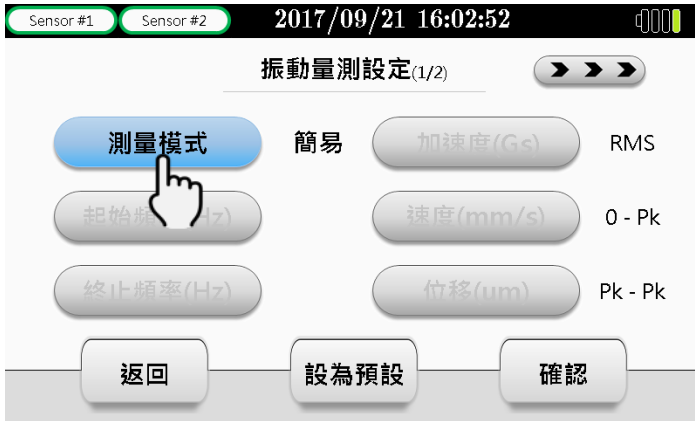 Sensor #1 Sensor #2 2017/09/21 16:02:52
振動量測設定(1/2)
測量模式 簡易 加速度(Gs) RMS
起始頻 Hz) 速度(mm/s) 0 - Pk
終止頻率(Hz) 位移(um) Pk - Pk
返回 設為預設 確認